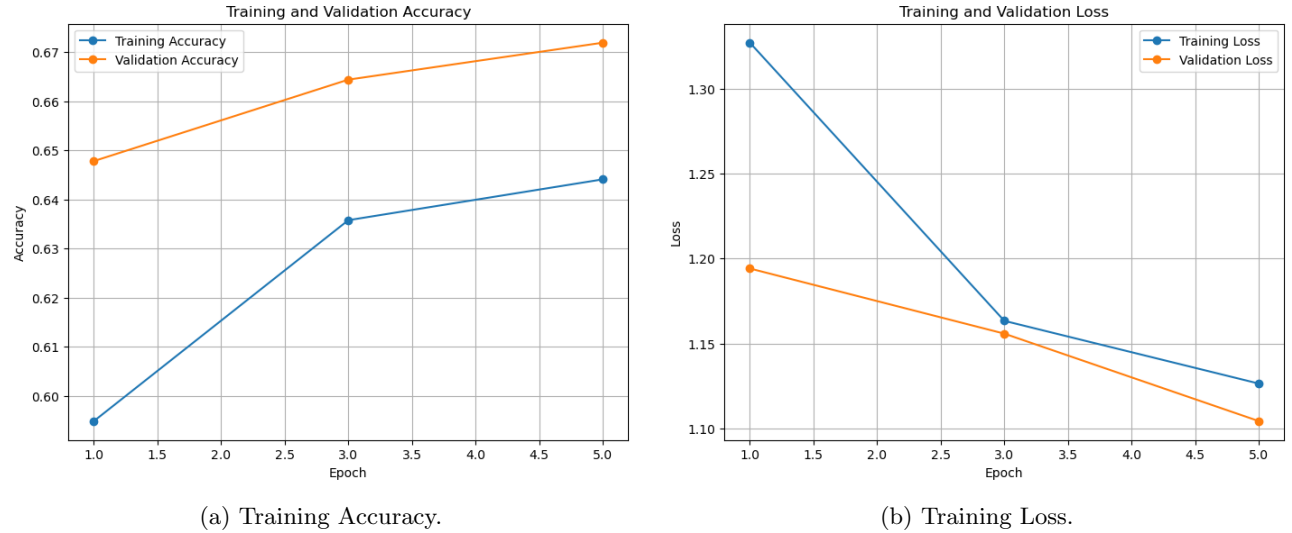 Training and Validation Accuracy
Training Accuracy
Validation Accuracy
0.67
0.66
0.65
0.64
0.63
0.62
0.61
0.60
Accuracy
1.0 1.5 2.0 2.5 3.0 3.5 4.0 4.5 5.0
Epoch
(a) Training Accuracy.
Training and Validation Loss
Training Loss
Validation Loss
1.30
1.25
1.20
1.15
1.10
Loss
1.0 1.5 2.0 2.5 3.0 3.5 4.0 4.5 5.0
Epoch
(b) Training Loss.